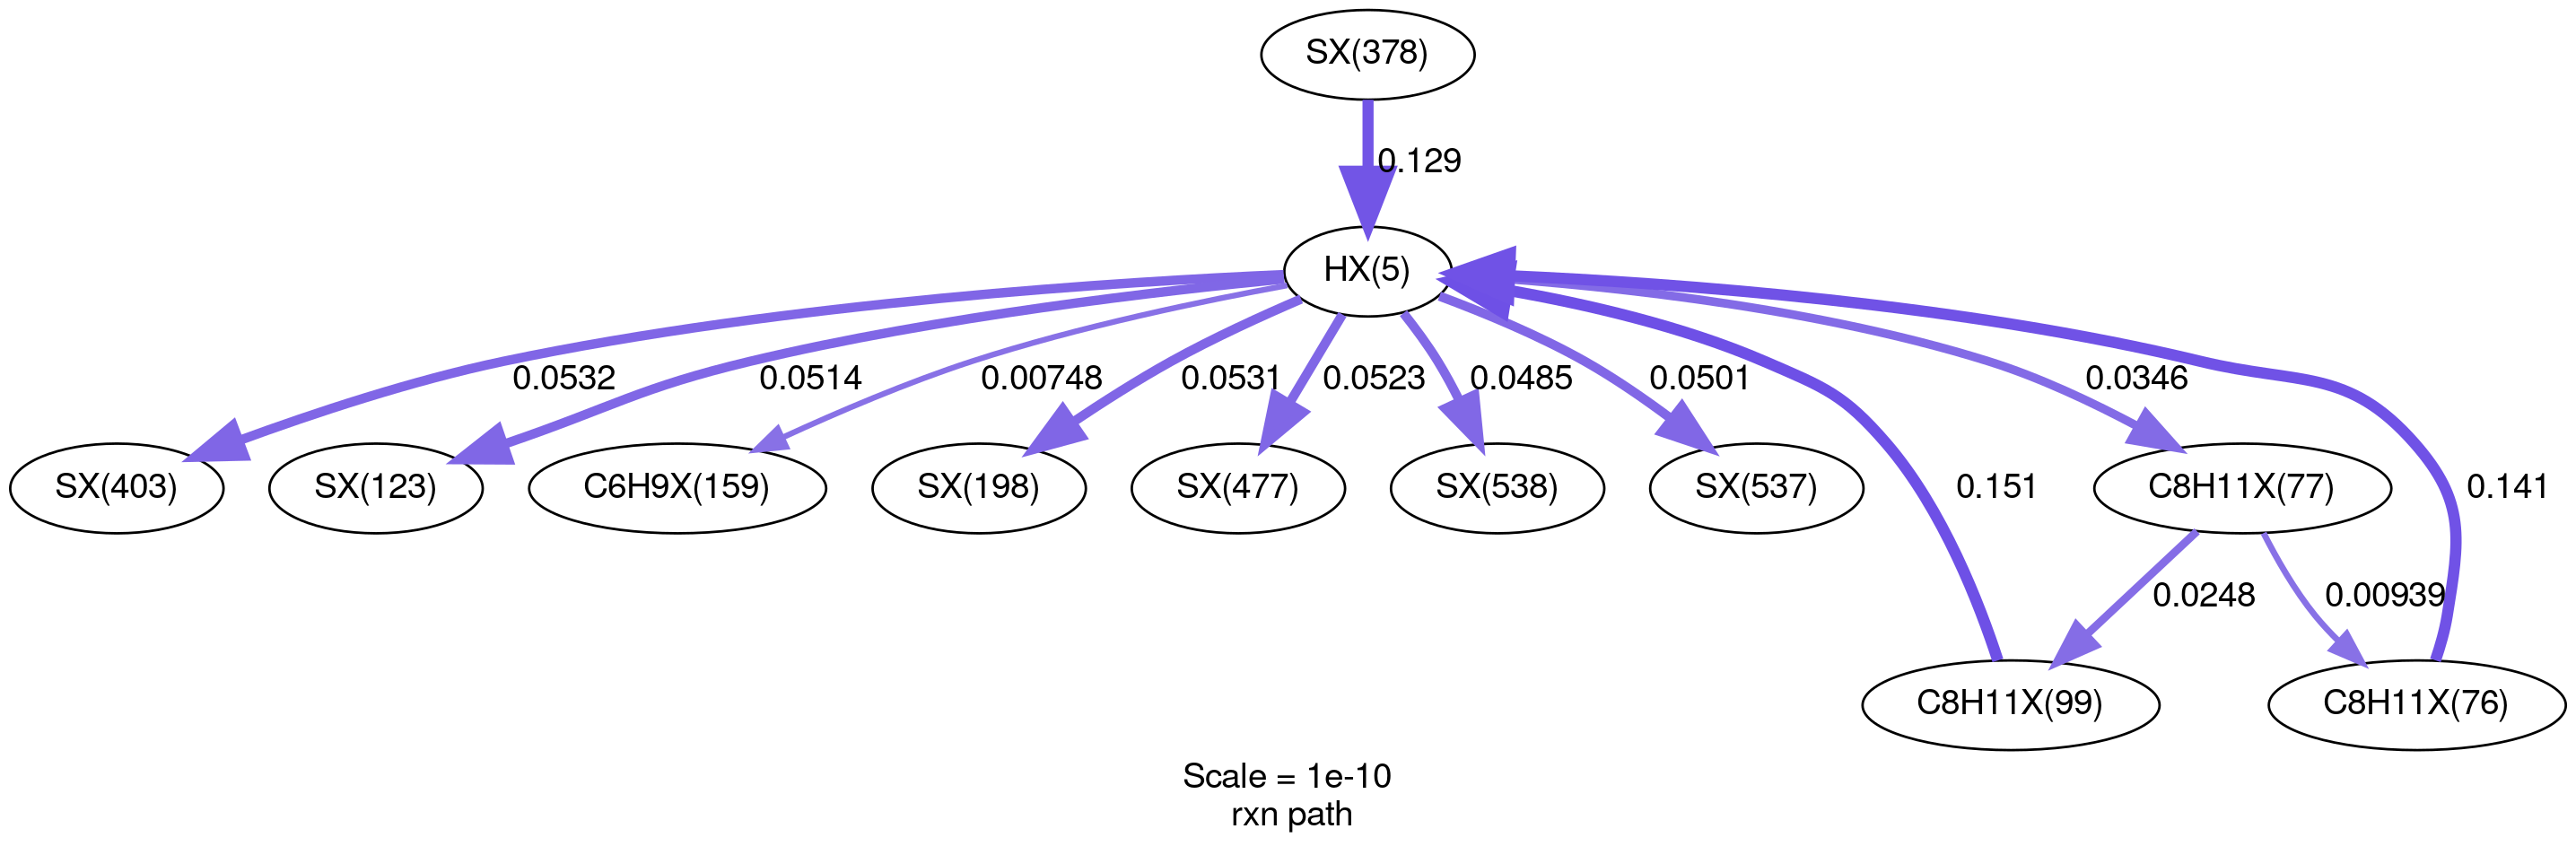 SX(378)
0.129
HX(5)
0.0532
0.0514
0.00748
0.0531
0.0523
0.0485
0.0501
0.0346
SX(403)
SX(123)
C6H9X(159)
SX(198)
SX(477)
SX(538)
SX(537)
0.151
C8H11X(77)
0.141
0.0248
0.00939
C8H11X(99)
C8H11X(76)
Scale = 1e-10
rxn path